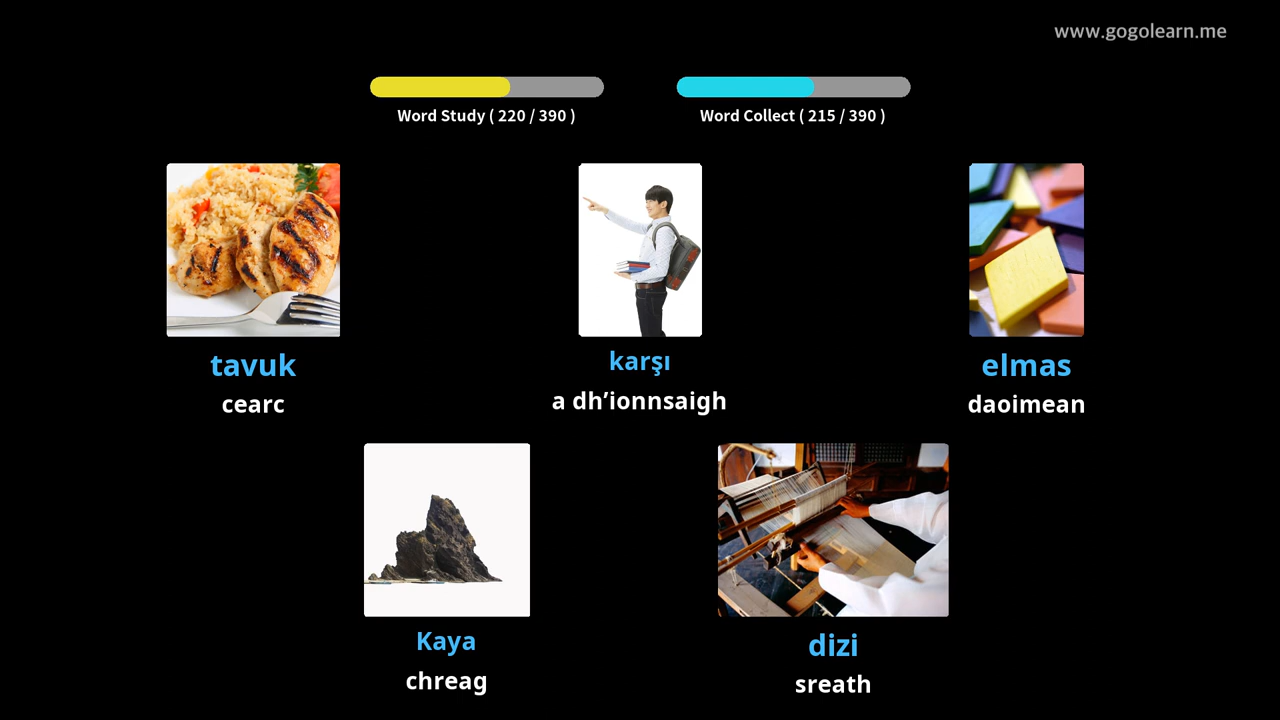 www.gogolearn.me
Word Study ( 220 / 390 )
Word Collect ( 215 / 390 )
tavuk
cearc
karşı
a dh’ionnsaigh
elmas
daoimean
Kaya
chreag
dizi
sreath